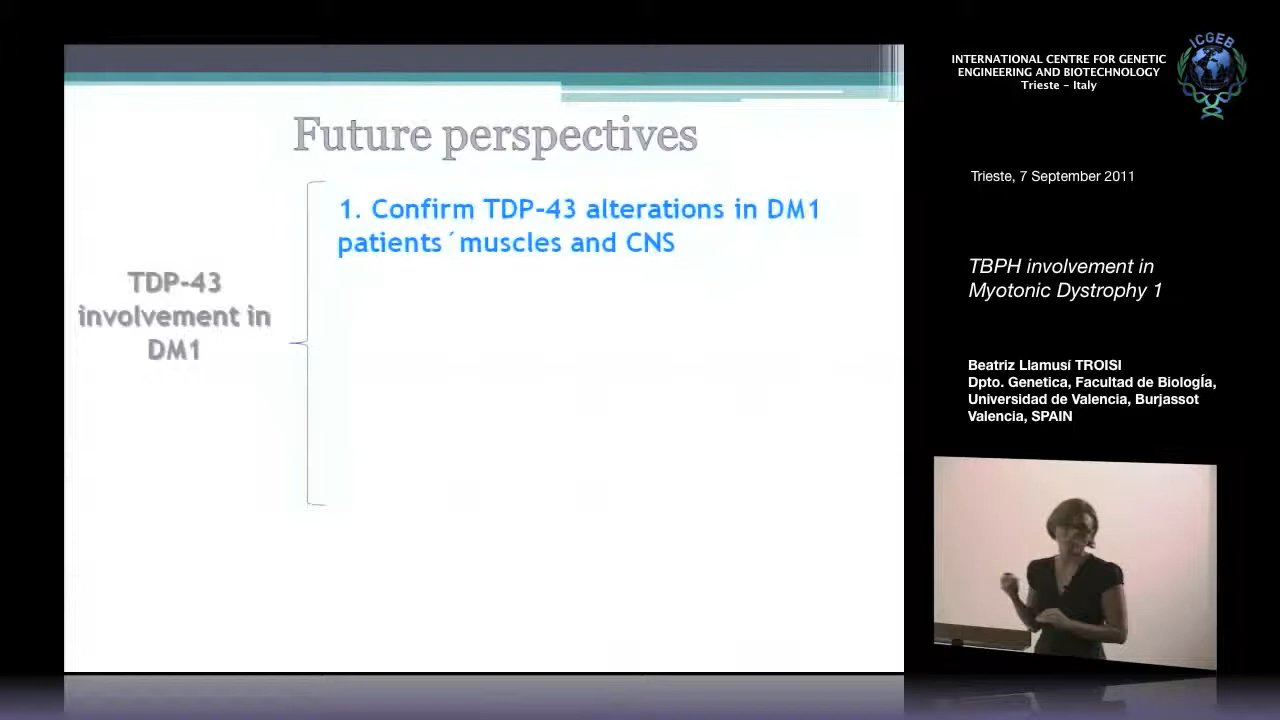 Future perspectives
1. Confirm TDP-43 alterations in DM1
patients´muscles and CNS
TDP-43
involvement in
DM1
INTERNATIONAL CENTRE FOR GENETIC
ENGINEERING AND BIOTECHNOLOGY
Trieste – Italy
ICGEB
Trieste, 7 September 2011
TBPH involvement in
Myotonic Dystrophy 1
Beatriz Llamusí TROISI
Dpto. Genetica, Facultad de BiologÍa,
Universidad de Valencia, Burjassot
Valencia, SPAIN